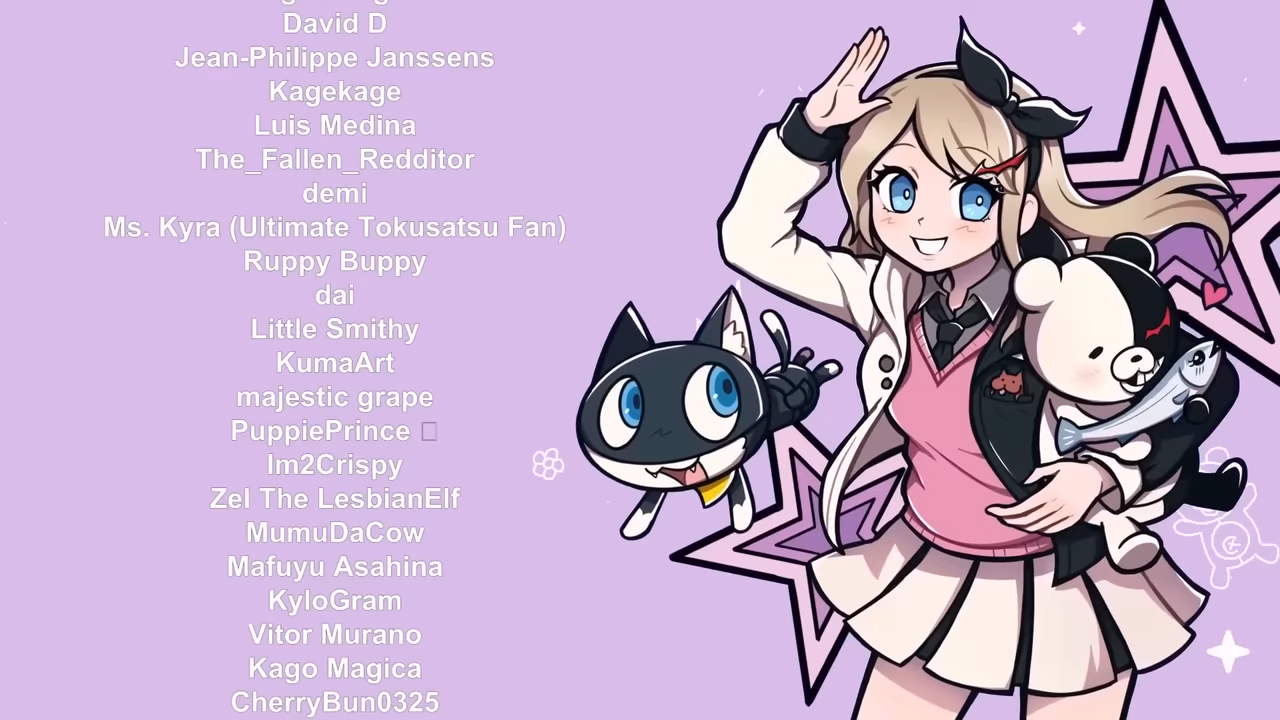 David D
Jean-Philippe Janssens
Kagekage
Luis Medina
The_Fallen_Redditor
demi
Ms. Kyra (Ultimate Tokusatsu Fan)
Ruppy Buppy
dai
Little Smithy
KumaArt
majestic grape
PuppiePrince
Im2Crispy
Zel The LesbianElf
MumuDaCow
Mafuyu Asahina
KyloGram
Vitor Murano
Kago Magica
CherryBun0325